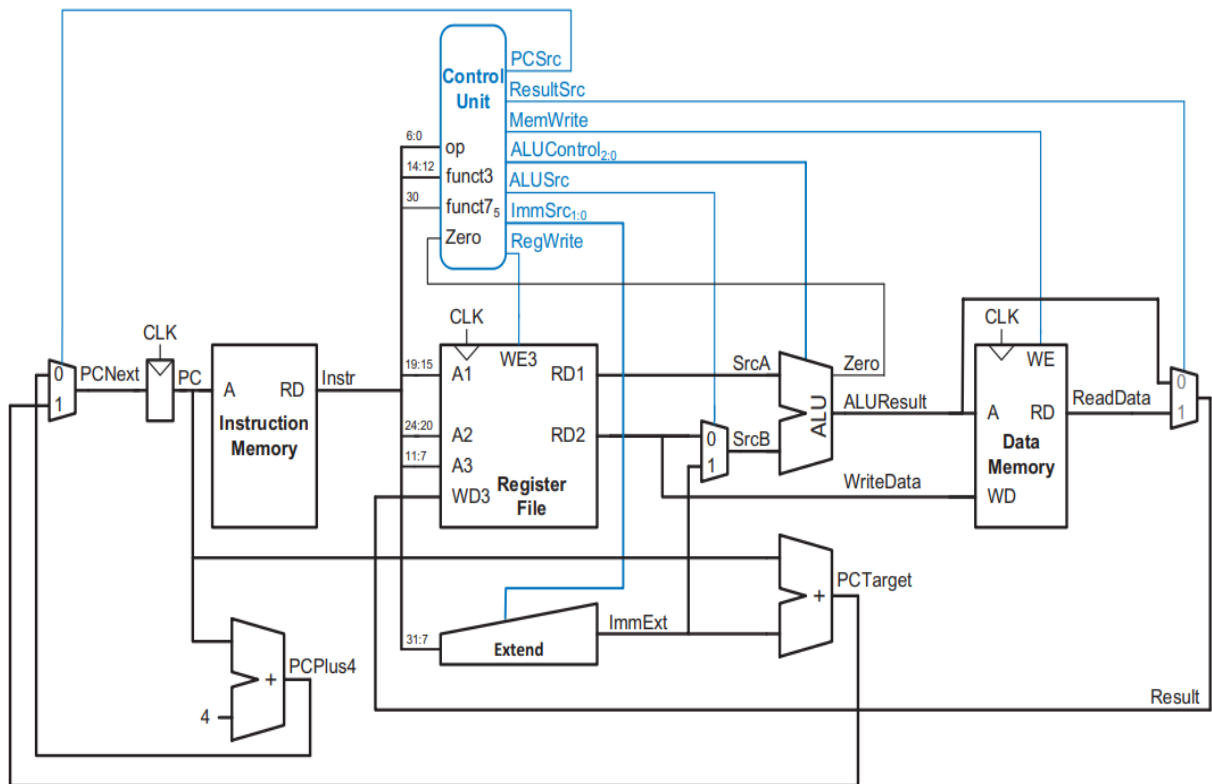 PCSrc
Control
Unit
ResultSrc
MemWrite
6:0
op
ALUControl2:0
14:12
funct3
ALUSrc
30
funct75
ImmSrc1:0
Zero
RegWrite
CLK
CLK
CLK
0
1
PCNext
PC
A
RD
Instr
Instruction
Memory
19:15
A1
WE3
RD1
24:20
A2
RD2
11:7
A3
WD3
Register
File
SrcA
0
1
SrcB
ALU
Zero
ALUResult
WriteData
WE
A
RD
Data
Memory
WD
ReadData
0
1
PCTarget
+
31:7
Extend
ImmExt
PCPlus4
+
4
Result